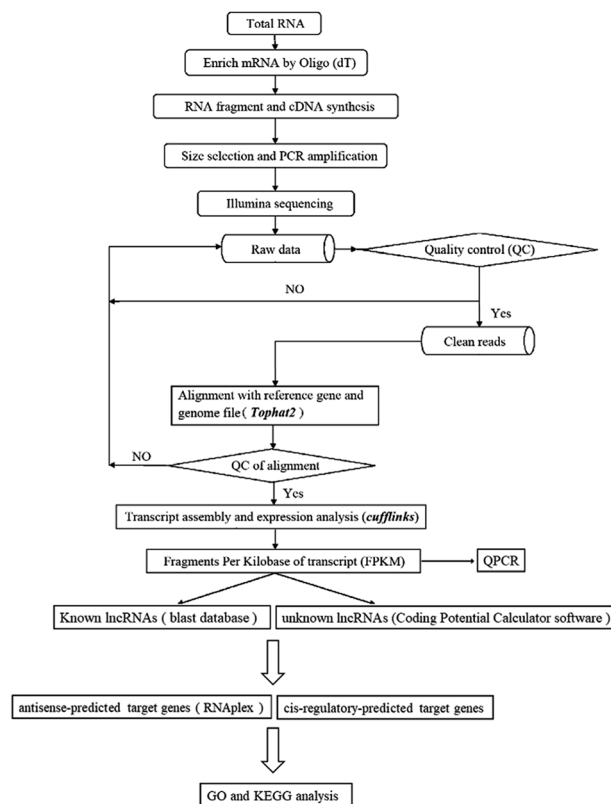 Total RNA
Enrich mRNA by Oligo (dT)
RNA fragment and cDNA synthesis
Size selection and PCR amplification
Illumina sequencing
Raw data
Quality control (QC)
NO
Yes
Clean reads
Alignment with reference gene and
genome file ( Tophat2 )
NO
QC of alignment
Yes
Transcript assembly and expression analysis (cufflinks)
Fragments Per Kilobase of transcript (FPKM)
QPCR
Known lncRNAs ( blast database )
unknown lncRNAs (Coding Potential Calculator software )
antisense-predicted target genes ( RNAplex )
cis-regulatory-predicted target genes
GO and KEGG analysis